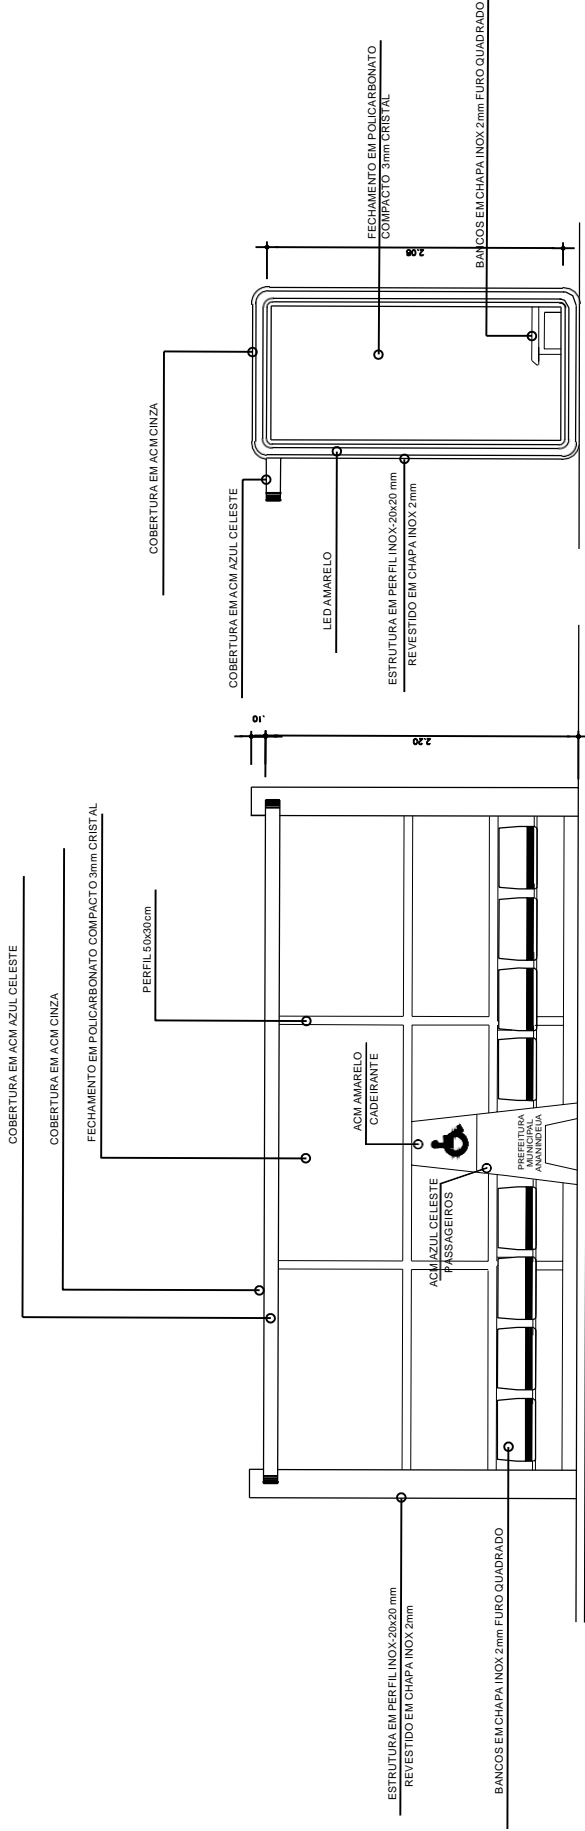 COBERTURA EM ACM AZUL CELESTE
COBERTURA EM ACM CINZA
FECHAMENTO EM POLICARBONATO COMPACTO 3mm CRISTAL
PERFIL 50x30cm
ACM AMARELO
CADEIRANTE
ACM AZUL CELESTE
PASSAGEIROS
PREFEITURA
MUNICIPAL
ANANINDEUA
ESTRUTURA EM PERFIL INOX-20x20 mm
REVESTIDO EM CHAPA INOX 2mm
BANCOS EM CHAPA INOX 2mm FURO QUADRADO
.10
2.20
COBERTURA EM ACM CINZA
COBERTURA EM ACM AZUL CELESTE
LED AMARELO
ESTRUTURA EM PERFIL INOX-20x20 mm
REVESTIDO EM CHAPA INOX 2mm
FECHAMENTO EM POLICARBONATO
COMPACTO 3mm CRISTAL
BANCOS EM CHAPA INOX 2mm FURO QUADRADO
2.08